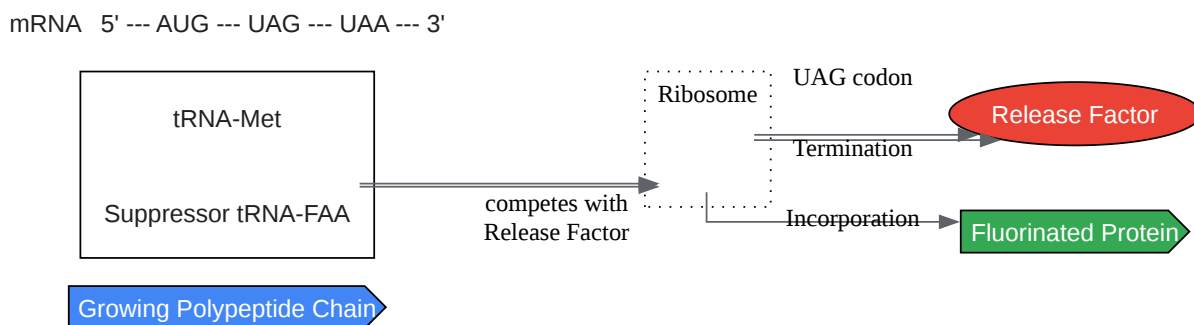 mRNA 5' --- AUG --- UAG --- UAA --- 3'
tRNA-Met
Suppressor tRNA-FAA
competes with
Release Factor
Ribosome
UAG codon
Termination
Incorporation
Release Factor
Fluorinated Protein
Growing Polypeptide Chain